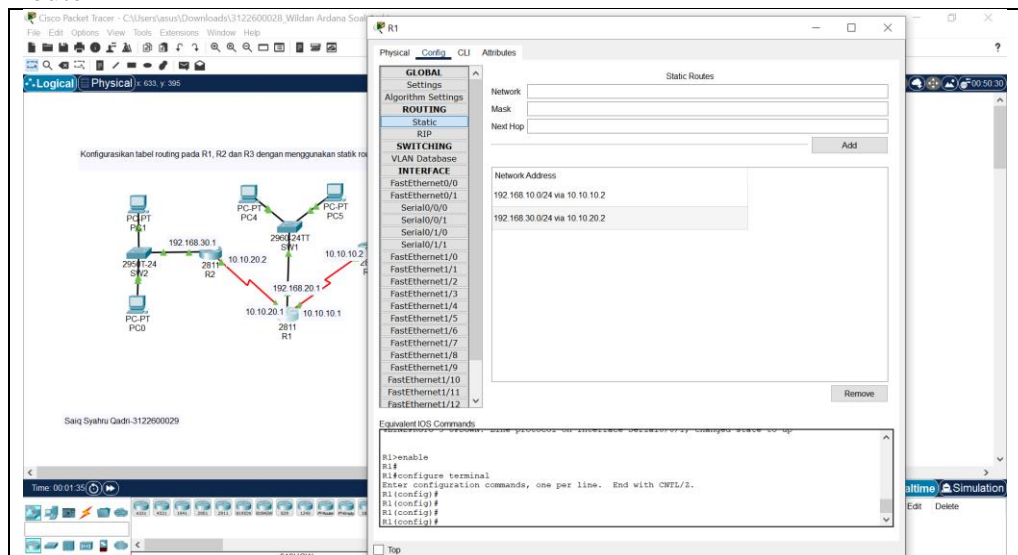 Cisco Packet Tracer - C:\Users\asus\Downloads\3122600028_Wildan Ardana Soal
File Edit Options View Tools Extensions Window Help
Logical Physical x: 633, y: 395
00:50:30
Konfigurasikan tabel routing pada R1, R2 dan R3 dengan menggunakan statik
PC-PT
PC4
PC-PT
PC5
PC-PT
192.168.30.1
2960-24TT
SW1
2950T-24
SW2
2811
R2
10.10.20.2
10.10.10.2
192.168.20.1
PC-PT
PC0
10.10.20.1
10.10.10.1
2811
R1
Saiq Syahru Qadri-3122600029
Time: 00:01:35
Simulation
Edit Delete
R1
Physical Config CLI Attributes
GLOBAL
Settings
Algorithm Settings
ROUTING
Static
RIP
SWITCHING
VLAN Database
INTERFACE
FastEthernet0/0
FastEthernet0/1
Serial0/0/0
Serial0/0/1
Serial0/1/0
Serial0/1/1
FastEthernet1/0
FastEthernet1/1
FastEthernet1/2
FastEthernet1/3
FastEthernet1/4
FastEthernet1/5
FastEthernet1/6
FastEthernet1/7
FastEthernet1/8
FastEthernet1/9
FastEthernet1/10
FastEthernet1/11
FastEthernet1/12
Static Routes
Network
Mask
Next Hop
Add
Network Address
192.168.10.0/24 via 10.10.10.2
192.168.30.0/24 via 10.10.20.2
Remove
Equivalent IOS Commands
R1>enable
R1#
R1#configure terminal
Enter configuration commands, one per line. End with CNTL/Z.
R1(config)#
R1(config)#
R1(config)#
R1(config)#
Top